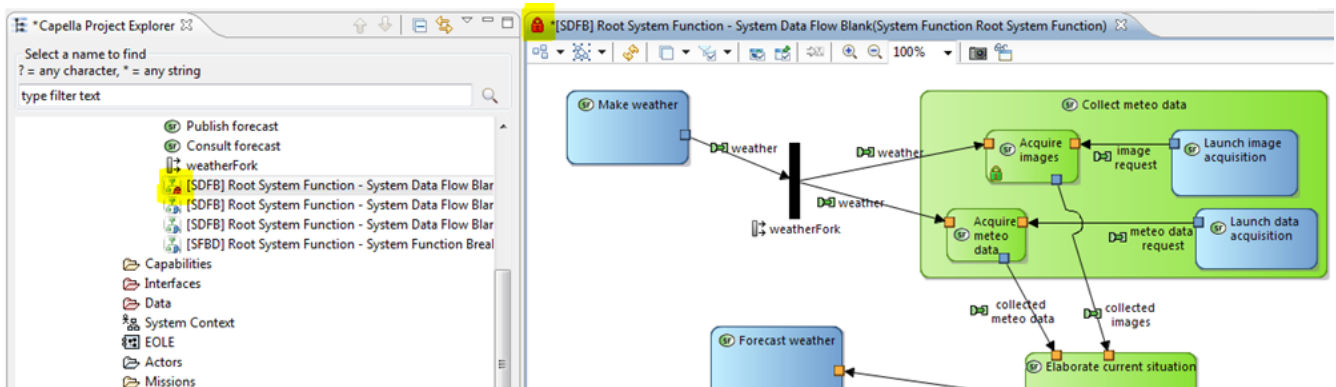 *Capella Project Explorer
Select a name to find
? = any character, * = any string
type filter text
Publish forecast
Consult forecast
weatherFork
[SDFB] Root System Function - System Data Flow Blar
[SDFB] Root System Function - System Data Flow Blar
[SDFB] Root System Function - System Data Flow Blar
[SFBD] Root System Function - System Function Breal
Capabilities
Interfaces
Data
System Context
EOLE
Actors
Missions
*[SDFB] Root System Function - System Data Flow Blank(System Function Root System Function)
100%
Make weather
weather
weatherFork
weather
weather
Collect meteo data
Acquire
images
image
request
Launch image
acquisition
Acquire
meteo
data
meteo data
request
Launch data
acquisition
collected
meteo data
collected
images
Forecast weather
Elaborate current situation